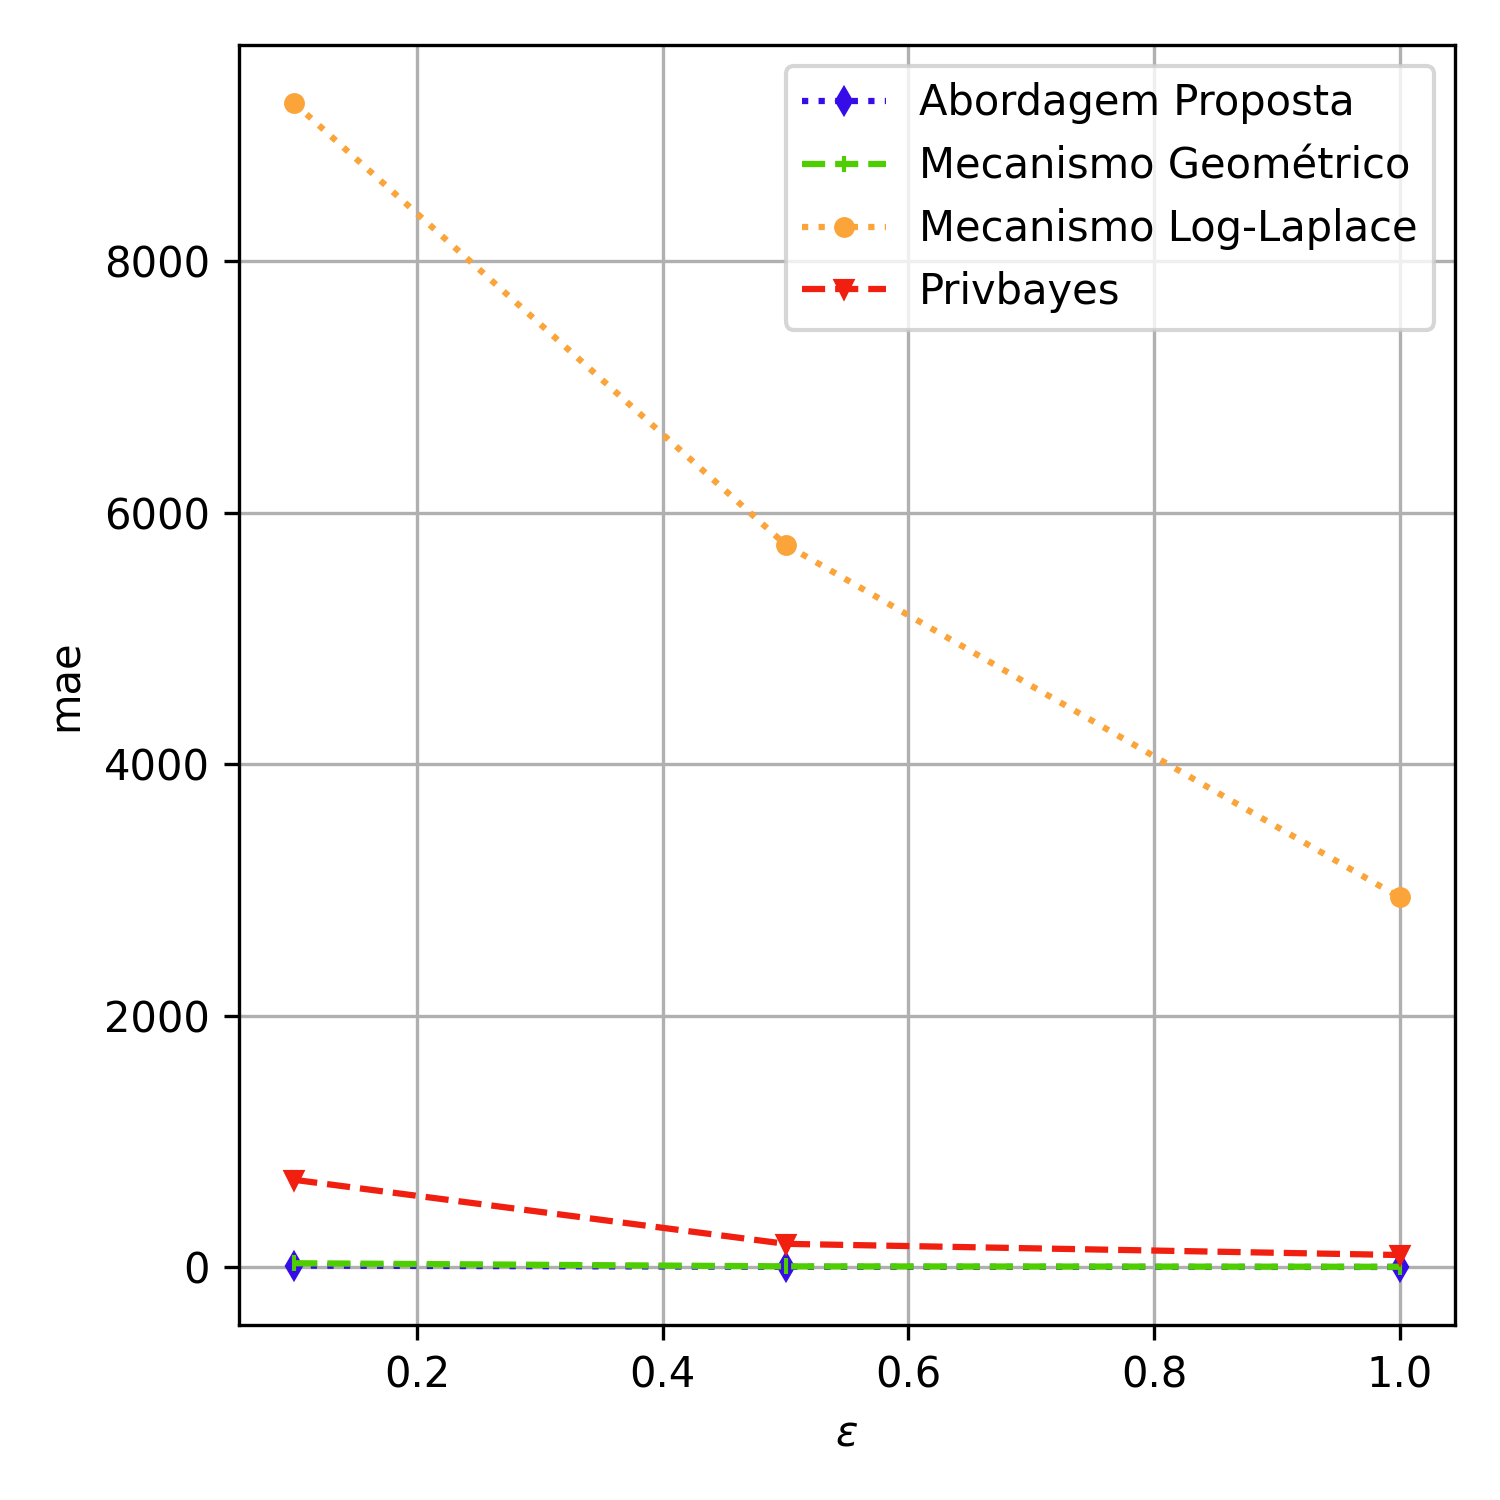 Abordagem Proposta
Mecanismo Geométrico
Mecanismo Log-Laplace
Privbayes
8000
6000
4000
2000
0
mae
0.2 0.4 0.6 0.8 1.0
ε